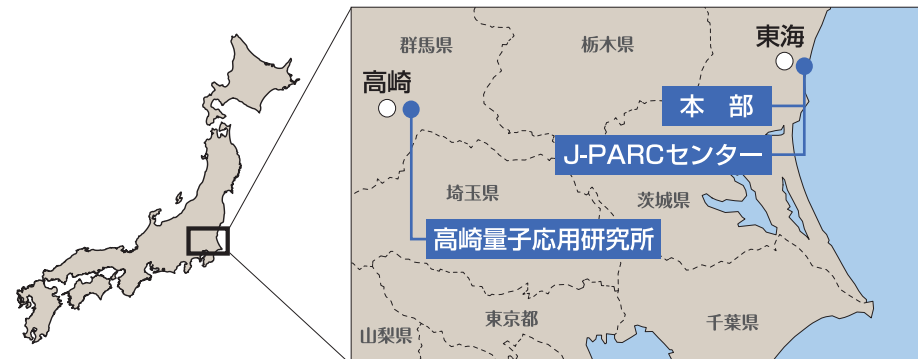 群馬県
栃木県
東海
高崎
本　部
J-PARCセンター
埼玉県
茨城県
高崎量子応用研究所
山梨県
東京都
千葉県